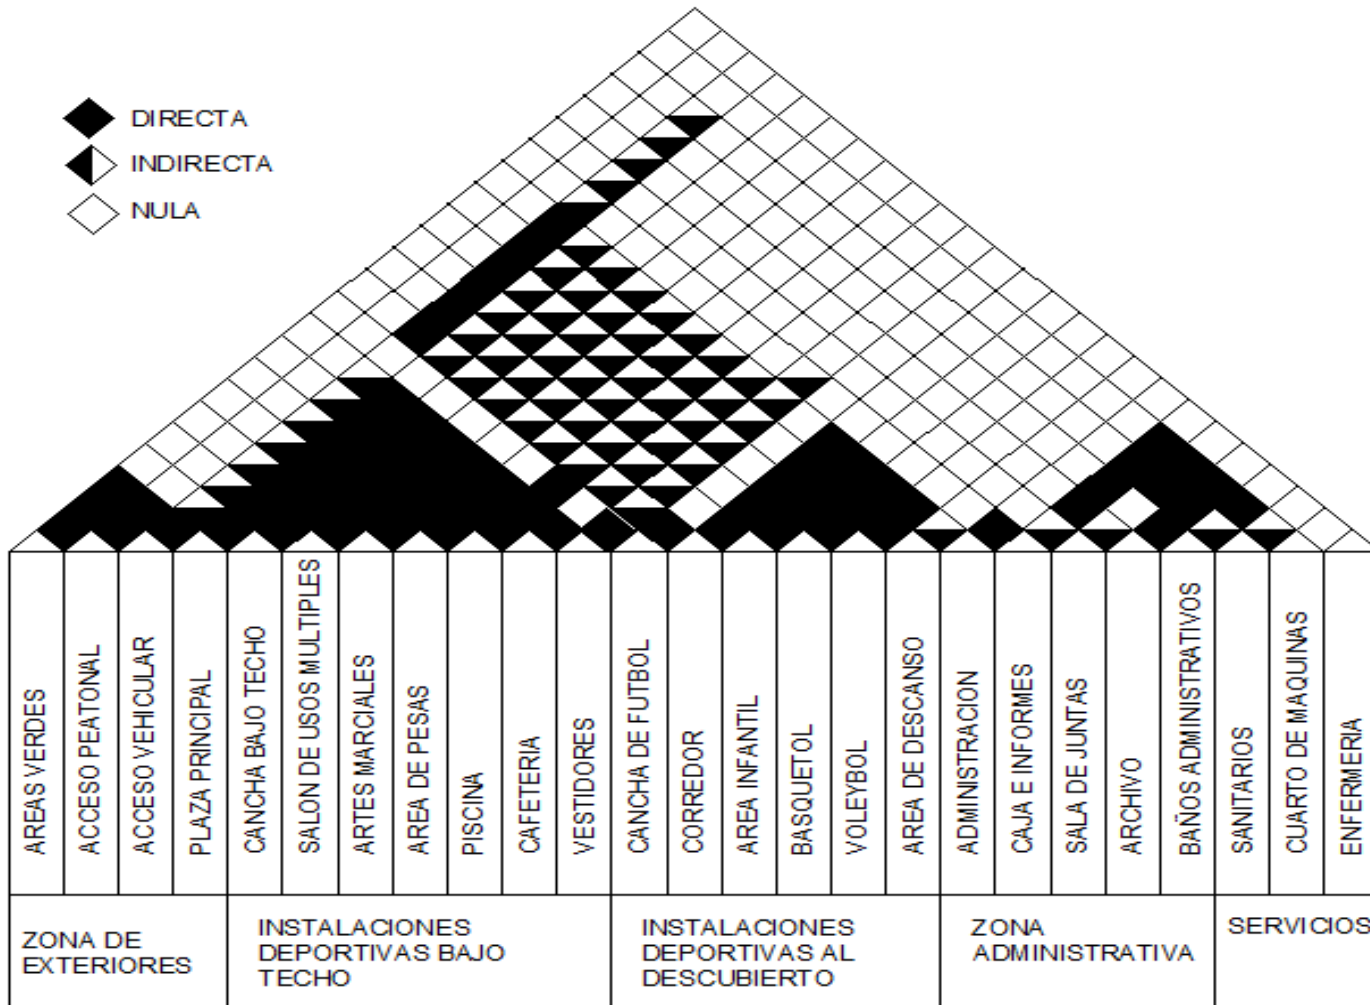 DIRECTA
INDIRECTA
NULA
AREAS VERDES
ACCESO PEATONAL
ACCESO VEHICULAR
PLAZA PRINCIPAL
CANCHA BAJO TECHO
SALON DE USOS MULTIPLES
ARTES MARCIALES
AREA DE PESAS
PISCINA
CAFETERIA
VESTIDORES
CANCHA DE FUTBOL
CORREDOR
AREA INFANTIL
BASQUETOL
VOLEYBOL
AREA DE DESCANSO
ADMINISTRACION
CAJA E INFORMES
SALA DE JUNTAS
ARCHIVO
BAÑOS ADMINISTRATIVOS
SANITARIOS
CUARTO DE MAQUINAS
ENFERMERIA
ZONA DE
EXTERIORES
INSTALACIONES
DEPORTIVAS BAJO
TECHO
INSTALACIONES
DEPORTIVAS AL
DESCUBIERTO
ZONA
ADMINISTRATIVA
SERVICIOS